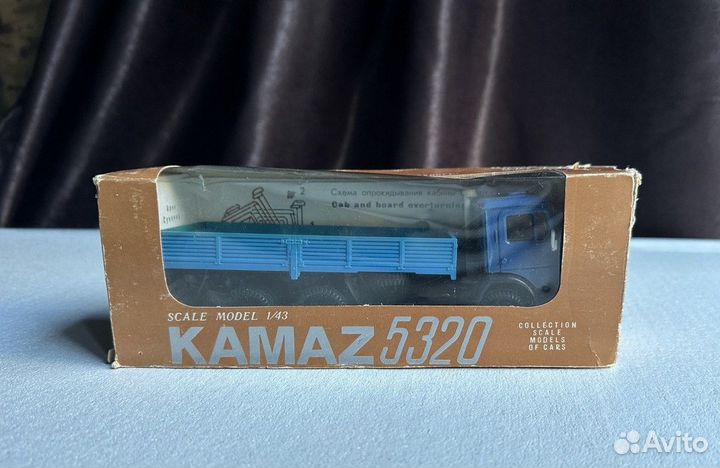 2
Схема опрокидывания кабины
Cab and board overturning
SCALE MODEL 1/43
KAMAZ 5320
COLLECTION
SCALE
MODELS
OF CARS
Avito